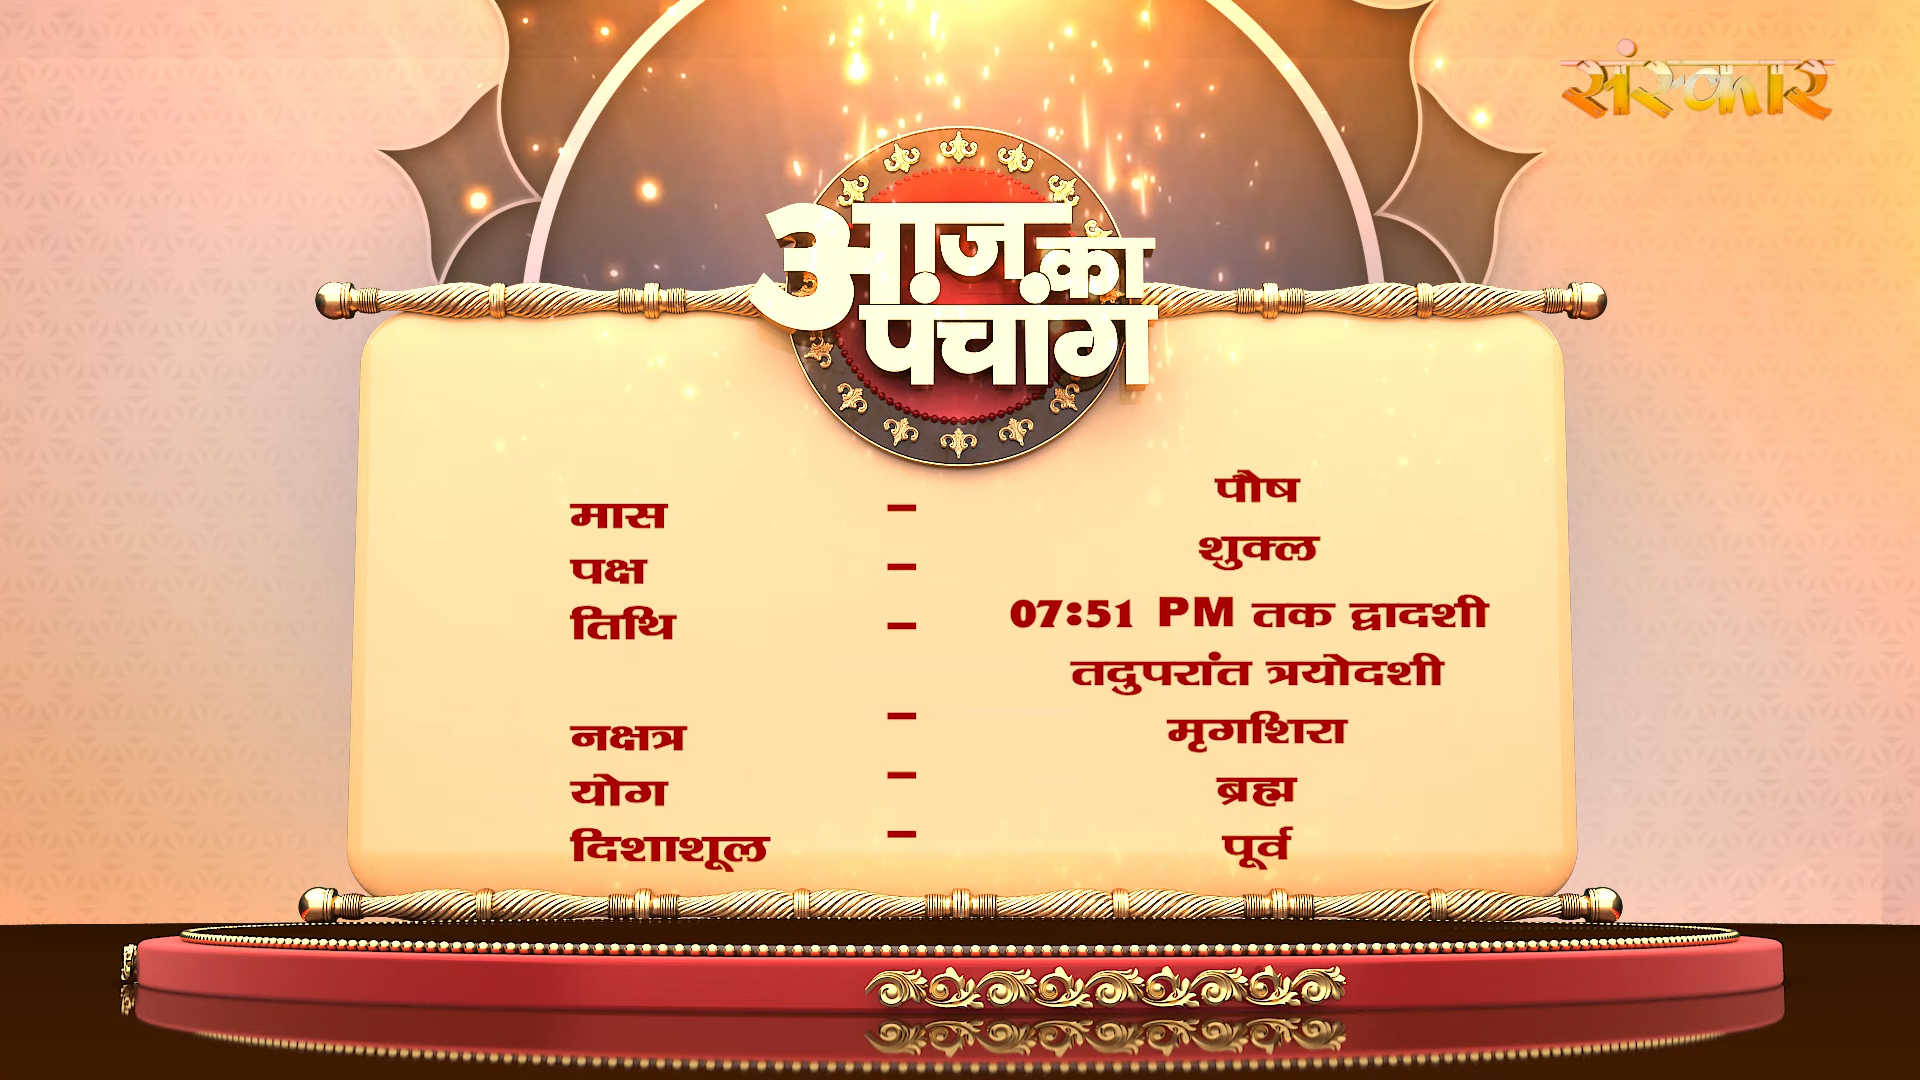 संस्कार
आज का
पंचांग
मास – पौष
पक्ष – शुक्ल
तिथि – 07:51 PM तक द्वादशी
तदुपरांत त्रयोदशी
नक्षत्र – मृगशिरा
योग – ब्रह्म
दिशाशूल – पूर्व